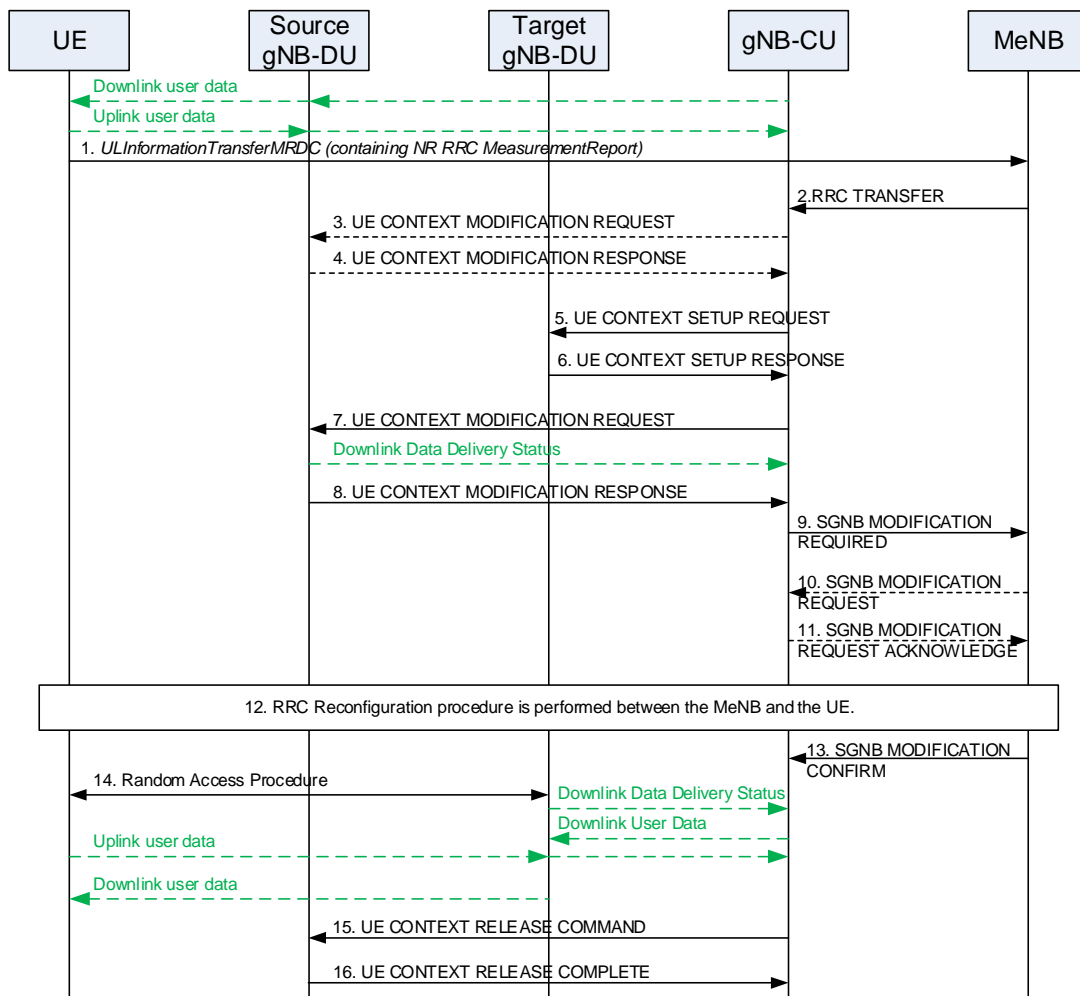 UE
Source
gNB-DU
Target
gNB-DU
gNB-CU
MeNB
Downlink user data
Uplink user data
1. ULInformationTransferMRDC (containing NR RRC MeasurementReport)
2.RRC TRANSFER
3. UE CONTEXT MODIFICATION REQUEST
4. UE CONTEXT MODIFICATION RESPONSE
5. UE CONTEXT SETUP REQUEST
6. UE CONTEXT SETUP RESPONSE
7. UE CONTEXT MODIFICATION REQUEST
Downlink Data Delivery Status
8. UE CONTEXT MODIFICATION RESPONSE
9. SGNB MODIFICATION
REQUIRED
10. SGNB MODIFICATION
REQUEST
11. SGNB MODIFICATION
REQUEST ACKNOWLEDGE
12. RRC Reconfiguration procedure is performed between the MeNB and the UE.
13. SGNB MODIFICATION
CONFIRM
14. Random Access Procedure
Downlink Data Delivery Status
Downlink User Data
Uplink user data
Downlink user data
15. UE CONTEXT RELEASE COMMAND
16. UE CONTEXT RELEASE COMPLETE